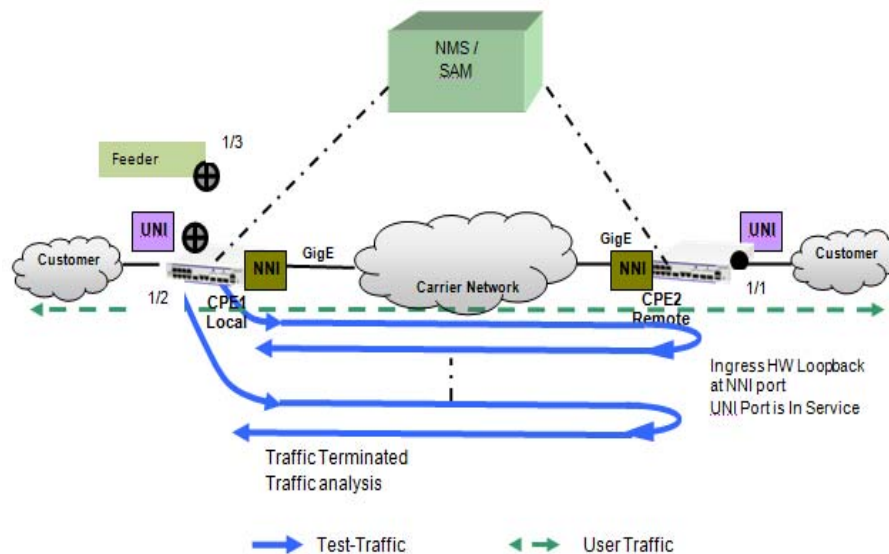 NMS /
SAM
1/3
Feeder
UNI
UNI
Customer
NNI
GigE
Carrier Network
GigE
NNI
Customer
1/2
CPE1
Local
CPE2
Remote
1/1
Ingress HW Loopback
at NNI port
UNI Port is In Service
Traffic Terminated
Traffic analysis
Test-Traffic
User Traffic